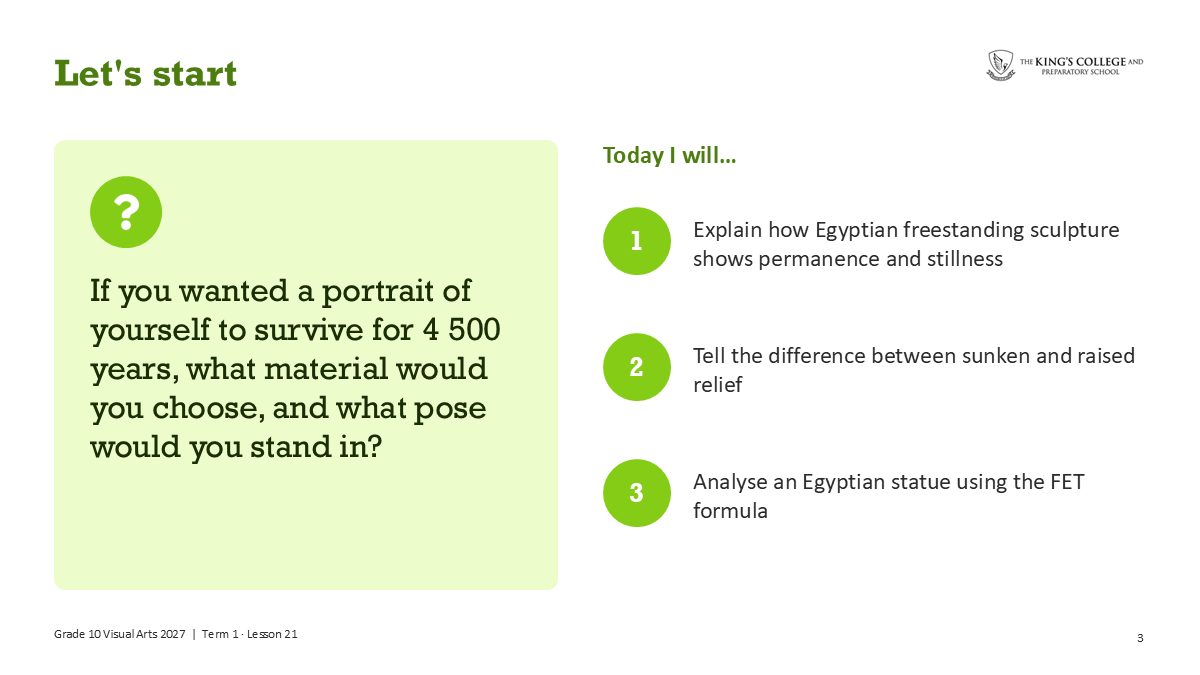 Let's start
THE KING'S COLLEGE AND
PREPARATORY SCHOOL
?
If you wanted a portrait of
yourself to survive for 4 500
years, what material would
you choose, and what pose
would you stand in?
Today I will...
1
Explain how Egyptian freestanding sculpture
shows permanence and stillness
2
Tell the difference between sunken and raised
relief
3
Analyse an Egyptian statue using the FET
formula
Grade 10 Visual Arts 2027 | Term 1 · Lesson 21
3